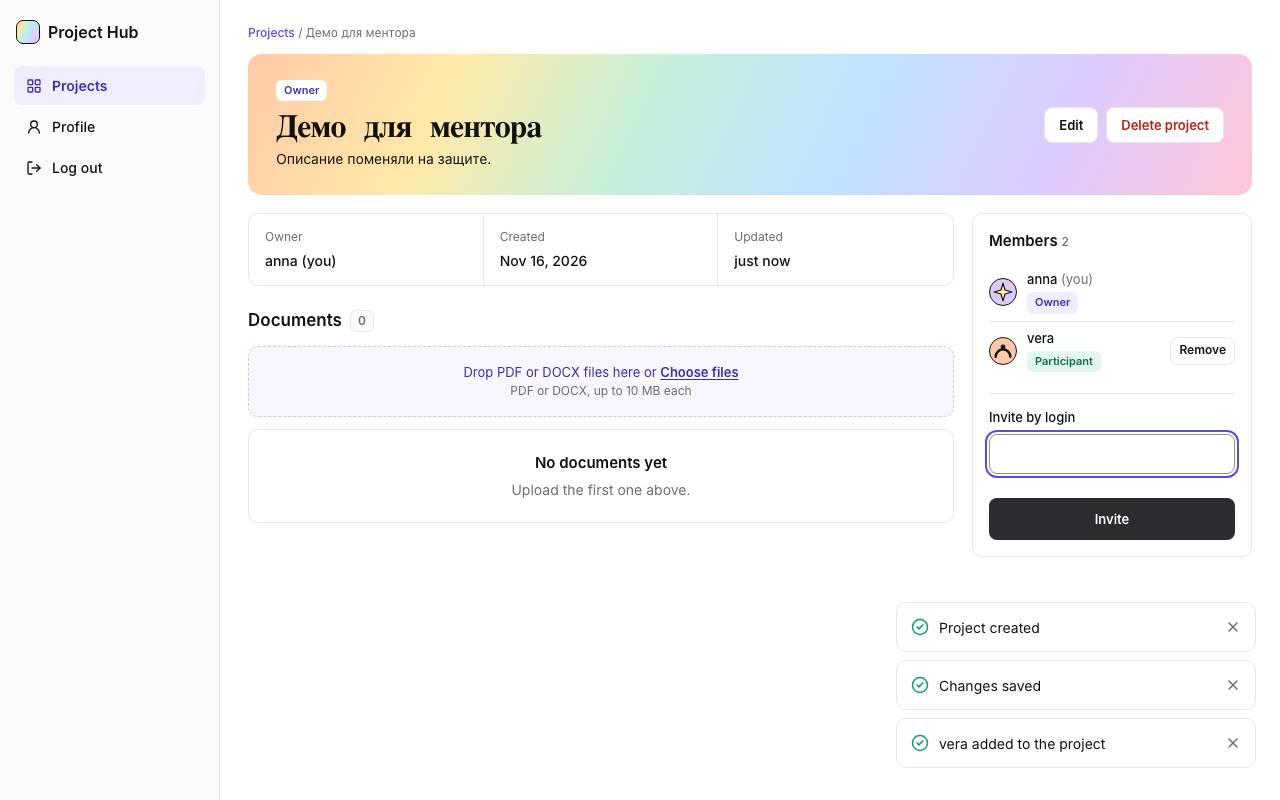 Project Hub
Projects
Profile
Log out
Projects / Демо для ментора
Owner
Демо для ментора
Описание поменяли на защите.
Edit
Delete project
Owner
anna (you)
Created
Nov 16, 2026
Updated
just now
Documents 0
Drop PDF or DOCX files here or Choose files
PDF or DOCX, up to 10 MB each
No documents yet
Upload the first one above.
Members 2
anna (you)
Owner
vera
Participant
Remove
Invite by login
Invite
Project created
Changes saved
vera added to the project